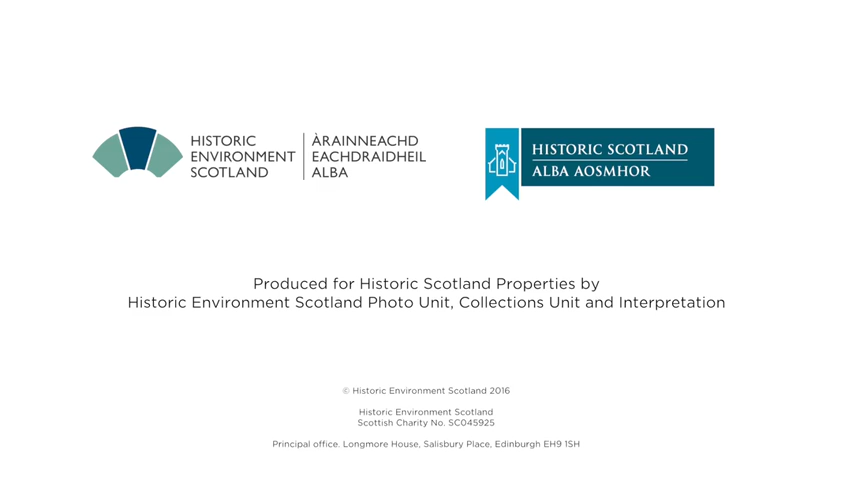 HISTORIC
ENVIRONMENT
SCOTLAND
ÀRAINNEACHD
EACHDRAIDHEIL
ALBA
HISTORIC SCOTLAND
ALBA AOSMHOR
Produced for Historic Scotland Properties by
Historic Environment Scotland Photo Unit, Collections Unit and Interpretation
© Historic Environment Scotland 2016
Historic Environment Scotland
Scottish Charity No. SC045925
Principal office. Longmore House, Salisbury Place, Edinburgh EH9 1SH